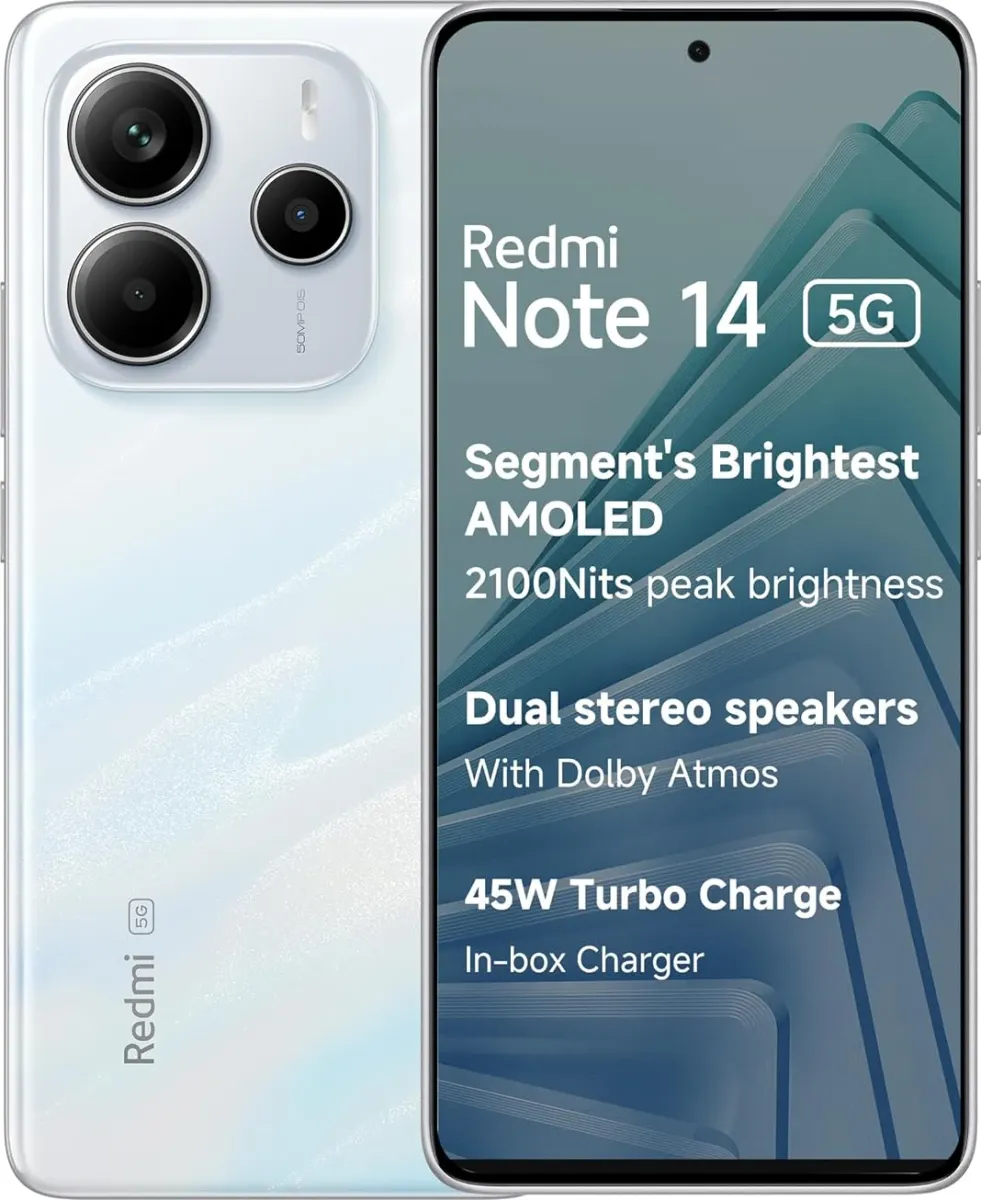 50MP OIS
Redmi 5G
Redmi
Note 14 5G
Segment's Brightest
AMOLED
2100Nits peak brightness
Dual stereo speakers
With Dolby Atmos
45W Turbo Charge
In-box Charger